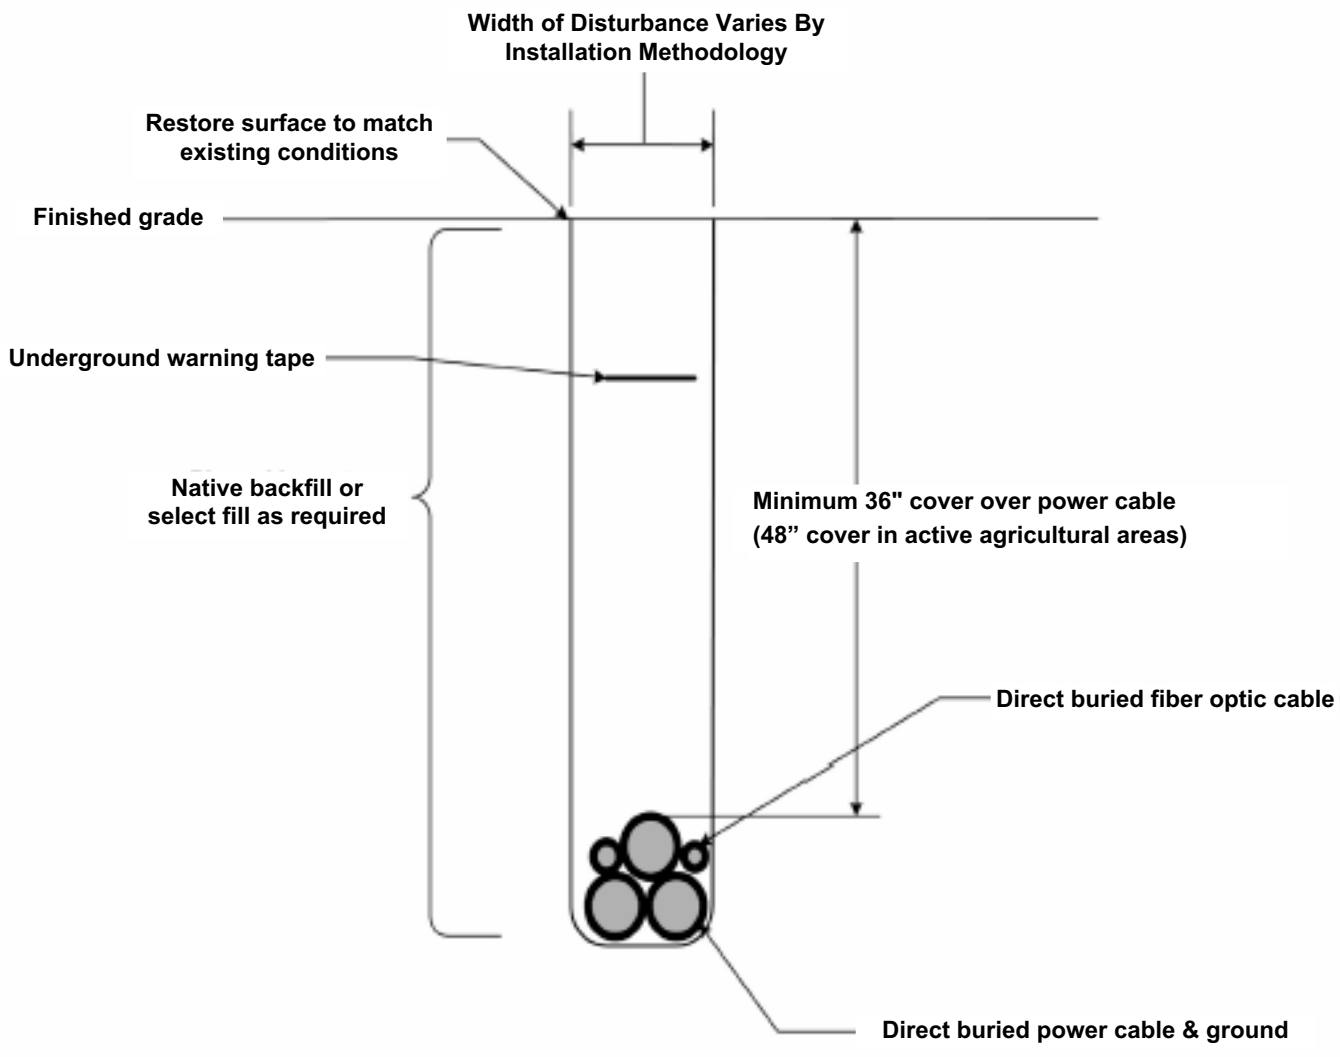 Width of Disturbance Varies By
Installation Methodology
Restore surface to match
existing conditions
Finished grade
Underground warning tape
Native backfill or
select fill as required
Minimum 36" cover over power cable
(48” cover in active agricultural areas)
Direct buried fiber optic cable
Direct buried power cable & ground